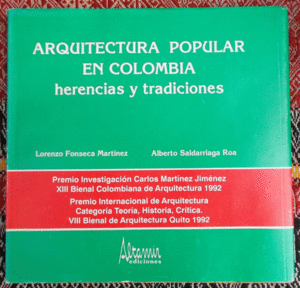 ARQUITECTURA POPULAR
EN COLOMBIA
herencias y tradiciones
Lorenzo Fonseca Martínez Alberto Saldarriaga Roa
Premio Investigación Carlos Martínez Jiménez
XIII Bienal Colombiana de Arquitectura 1992
Premio Internacional de Arquitectura
Categoría Teoría, Historia, Crítica.
VIII Bienal de Arquitectura Quito 1992
Altamir
ediciones